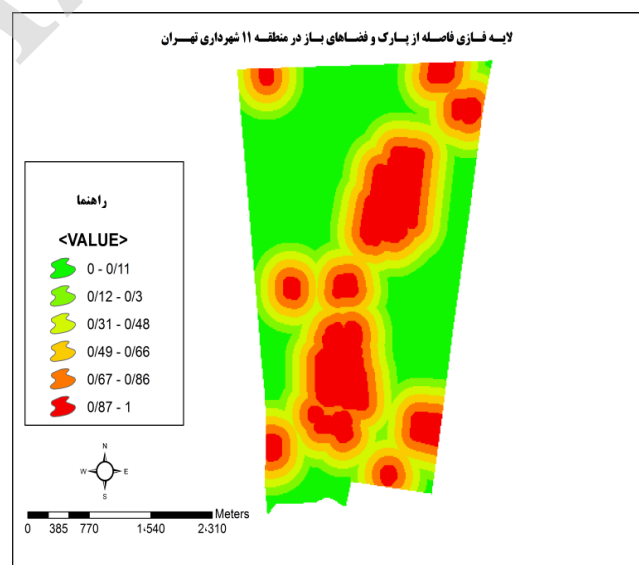 لایه فازی فاصله از پارک و فضاهای باز در منطقه ۱۱ شهرداری تهران
راهنما
<VALUE>
0 - 0/11
0/12 - 0/3
0/31 - 0/48
0/49 - 0/66
0/67 - 0/86
0/87 - 1
N
W E
S
Meters
0 385 770 1،540 2،310